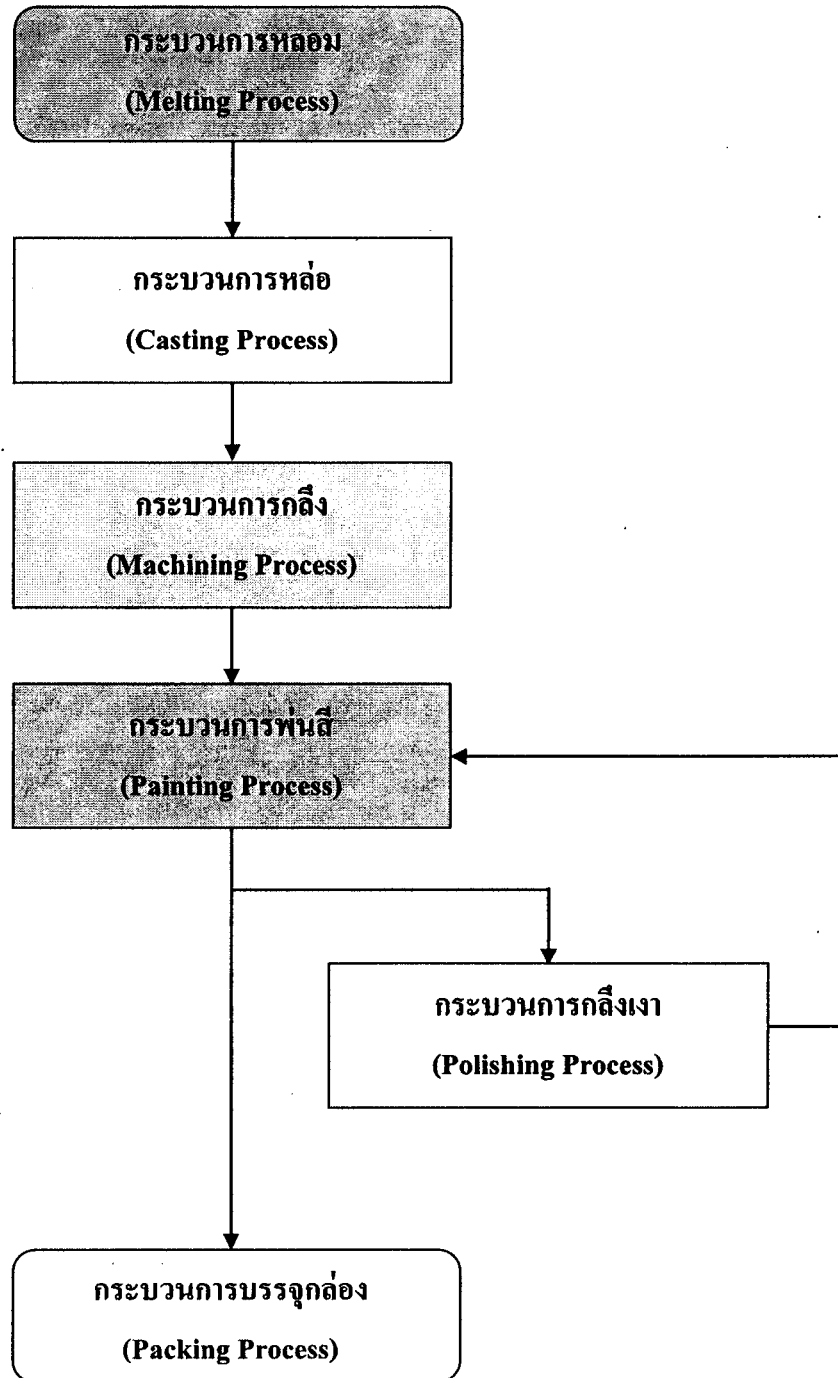 กระบวนการหลอม
(Melting Process)
กระบวนการหล่อ
(Casting Process)
กระบวนการกลึง
(Machining Process)
กระบวนการพ่นสี
(Painting Process)
กระบวนการกลึงเงา
(Polishing Process)
กระบวนการบรรจุกล่อง
(Packing Process)